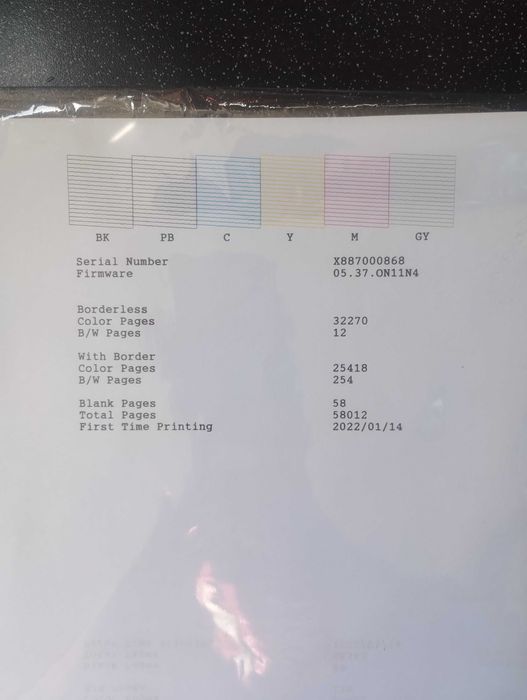 BK PB C Y M GY
Serial Number X887000868
Firmware 05.37.ON11N4
Borderless
Color Pages 32270
B/W Pages 12
With Border
Color Pages 25418
B/W Pages 254
Blank Pages 58
Total Pages 58012
First Time Printing 2022/01/14